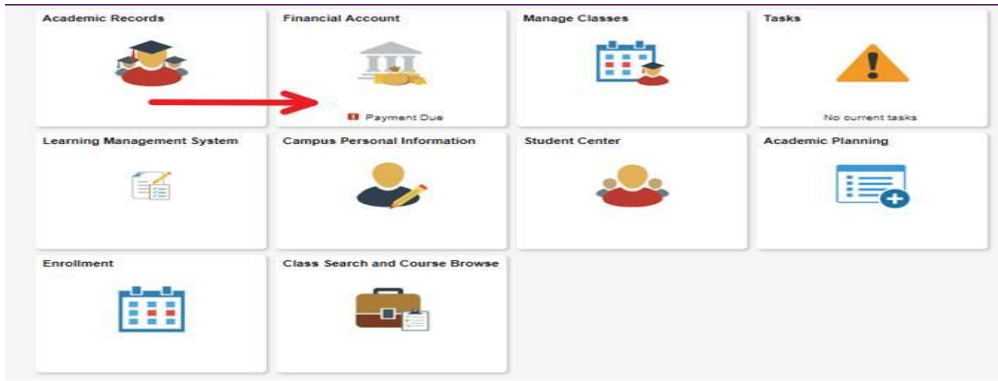 Academic Records
Financial Account
Manage Classes
Tasks
Payment Due
No current tasks
Learning Management System
Campus Personal Information
Student Center
Academic Planning
Enrollment
Class Search and Course Browse